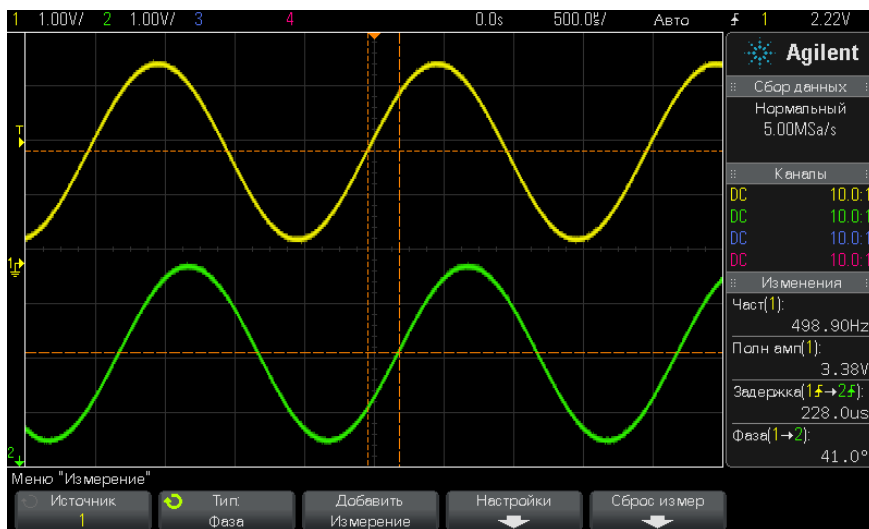 1 1.00V/ 2 1.00V/ 3 4 0.0s 500.0s/ Авто 1 2.22V
Agilent
Сбор данных
Нормальный
5.00MSa/s
Каналы
DC 10.0:1
DC 10.0:1
DC 10.0:1
DC 10.0:1
Изменения
Част(1):
498.90Hz
Полн амп(1):
3.38V
Задержка(1→2):
228.0us
Фаза(1→2):
41.0°
T
1
2
Меню "Измерение"
Источник
1
Тип:
Фаза
Добавить
Измерение
Настройки
Сброс измер